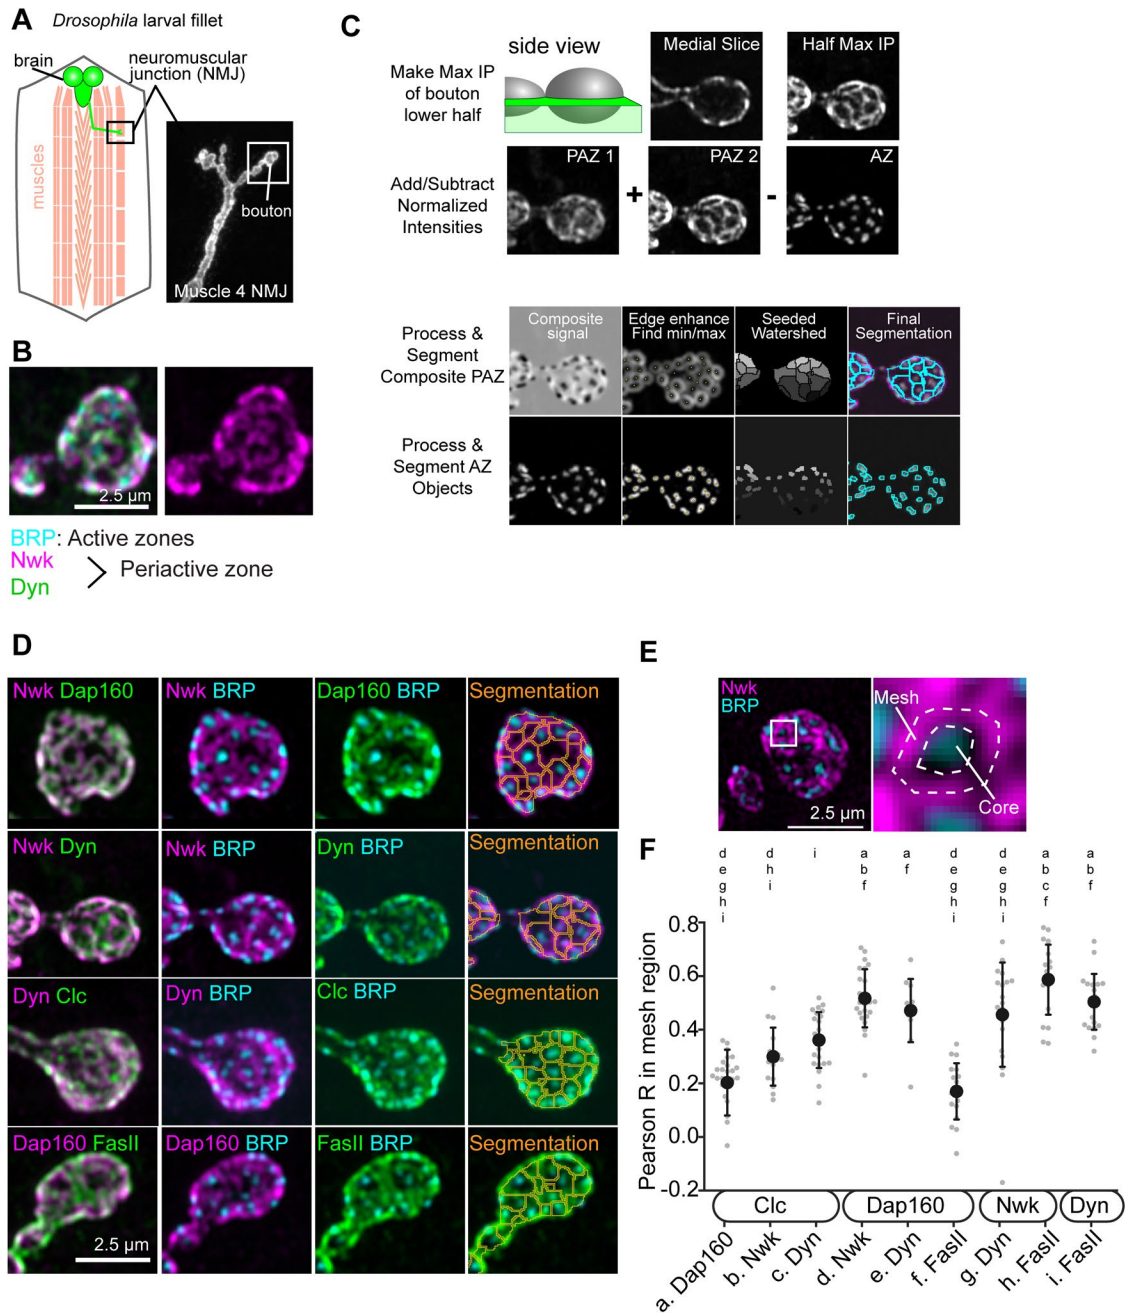 A
Drosophila larval fillet
brain
neuromuscular
junction (NMJ)
muscles
bouton
Muscle 4 NMJ
B
2.5 μm
BRP: Active zones
Nwk
Dyn
Periactive zone
C
side view
Make Max IP
of bouton
lower half
Medial Slice
Half Max IP
Add/Subtract
Normalized
Intensities
PAZ 1
+
PAZ 2
-
AZ
Process &
Segment
Composite PAZ
Composite
signal
Edge enhance
Find min/max
Seeded
Watershed
Final
Segmentation
Process &
Segment AZ
Objects
D
Nwk Dap160
Nwk BRP
Dap160 BRP
Segmentation
Nwk Dyn
Nwk BRP
Dyn BRP
Segmentation
Dyn Clc
Dyn BRP
Clc BRP
Segmentation
Dap160 FasII
Dap160 BRP
FasII BRP
Segmentation
2.5 μm
E
Nwk
BRP
2.5 μm
Mesh
Core
F
d
e
g
h
i
d
h
i
i
a
b
f
a
f
d
e
g
h
i
d
e
g
h
i
a
b
c
f
a
b
f
Pearson R in mesh region
0.8
0.6
0.4
0.2
0.0
-0.2
Clc
Dap160
Nwk
Dyn
a. Dap160
b. Nwk
c. Dyn
d. Nwk
e. Dyn
f. FasII
g. Dyn
h. FasII
i. FasII